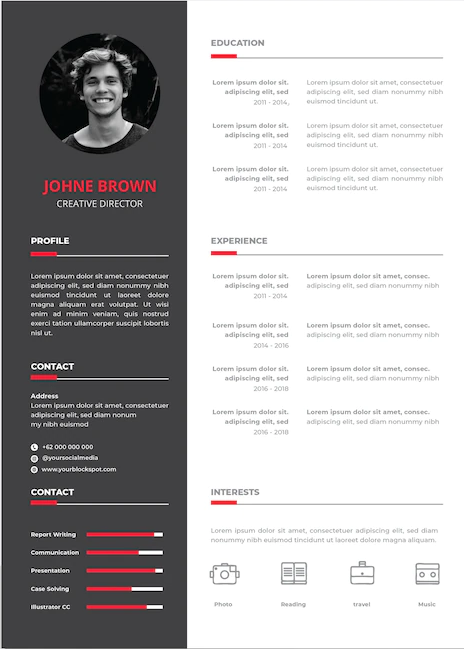 JOHNE BROWN
CREATIVE DIRECTOR
PROFILE
Lorem ipsum dolor sit amet, consectetuer
adipiscing elit, sed diam nonummy nibh
euismod tincidunt ut laoreet dolore
magna aliquam erat volutpat. Ut wisi
enim ad minim veniam, quis nostrud
exerci tation ullamcorper suscipit lobortis
nisl ut.
CONTACT
Address
Lorem ipsum dolor sit amet, consectetuer
adipiscing elit, sed diam nonum
my nibh euismod
+62 000 000 000
@yoursocialmedia
www.yourblockspot.com
CONTACT
Report Writing
Communication
Presentation
Case Solving
Illustrator CC
EDUCATION
Lorem ipsum dolor sit.
adipiscing elit, sed
2011 - 2014,
Lorem ipsum dolor sit amet, consectetuer
adipiscing elit, sed diam nonummy nibh
euismod tincidunt ut.
Lorem ipsum dolor sit.
adipiscing elit, sed
2011 - 2014
Lorem ipsum dolor sit amet, consectetuer
adipiscing elit, sed diam nonummy nibh
euismod tincidunt ut.
Lorem ipsum dolor sit.
adipiscing elit, sed
2011 - 2014
Lorem ipsum dolor sit amet, consectetuer
adipiscing elit, sed diam nonummy nibh
euismod tincidunt ut.
EXPERIENCE
Lorem ipsum dolor sit.
adipiscing elit, sed
2011 - 2014
Lorem ipsum dolor sit amet, consec.
adipiscing elit, sed diam nonummy nibh
Lorem ipsum dolor sit.
adipiscing elit, sed
2014 - 2016
Lorem ipsum dolor sit amet, consec.
adipiscing elit, sed diam nonummy nibh
Lorem ipsum dolor sit.
adipiscing elit, sed
2016 - 2018
Lorem ipsum dolor sit amet, consec.
adipiscing elit, sed diam nonummy nibh
Lorem ipsum dolor sit.
adipiscing elit, sed
2016 - 2018
Lorem ipsum dolor sit amet, consec.
adipiscing elit, sed diam nonummy nibh
INTERESTS
Lorem ipsum dolor sit amet, consectetuer adipiscing elit, sed diam
nonummy nibh euismod tincidunt ut laoreet dolore magna aliquam.
Photo
Reading
travel
Music